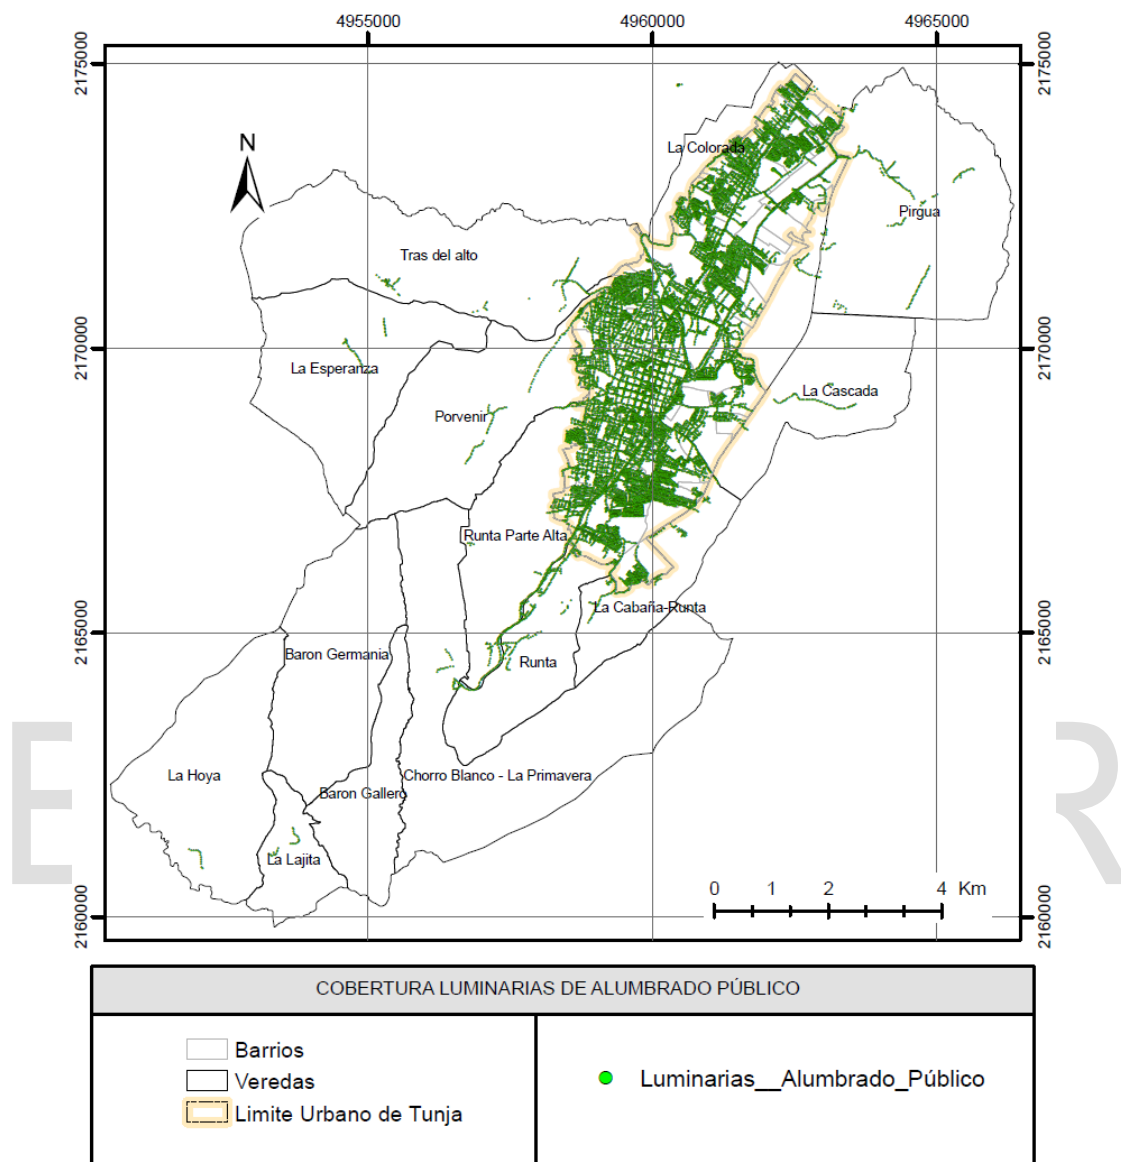 4955000 4960000 4965000
2175000 2175000
N
La Colorada
Pirgua
Tras del alto
2170000 2170000
La Esperanza
La Cascada
Porvenir
Runta Parte Alta
La Cabaña-Runta
2165000 2165000
Baron Germania
Runta
La Hoya
Chorro Blanco - La Primavera
Baron Gallero
La Lajita
0 1 2 4 Km
2160000 2160000
E R
COBERTURA LUMINARIAS DE ALUMBRADO PÚBLICO
Barrios
Veredas
Limite Urbano de Tunja
Luminarias__Alumbrado_Público